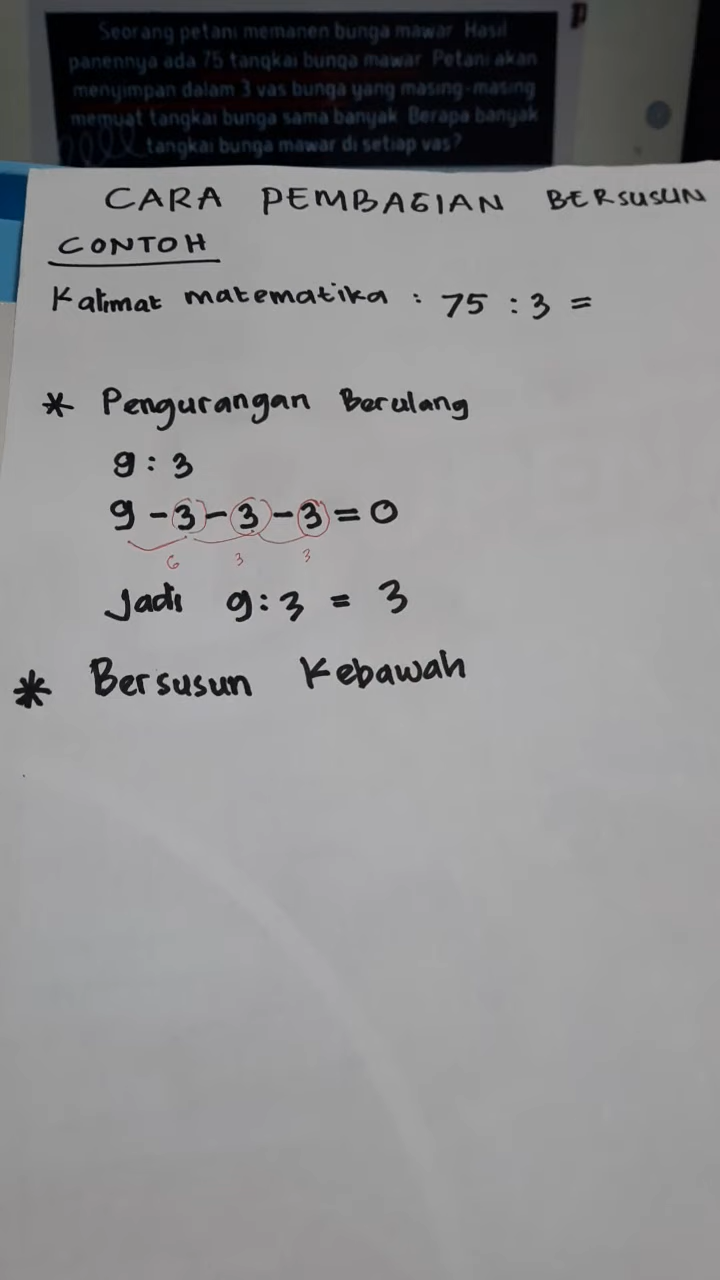 Seorang petani memanen bunga mawar Hasil
panennya ada 75 tangkai bunga mawar Petani akan
menyimpan dalam 3 vas bunga yang masing-masing
memuat tangkai bunga sama banyak Berapa banyak
tangkai bunga mawar di setiap vas?
CARA PEMBAGIAN BERSUSUN
CONTOH
Kalimat matematika : 75 : 3 =
* Pengurangan Berulang
9 : 3
9 - 3 - 3 - 3 = 0
6 3 3
Jadi 9 : 3 = 3
* Bersusun Kebawah